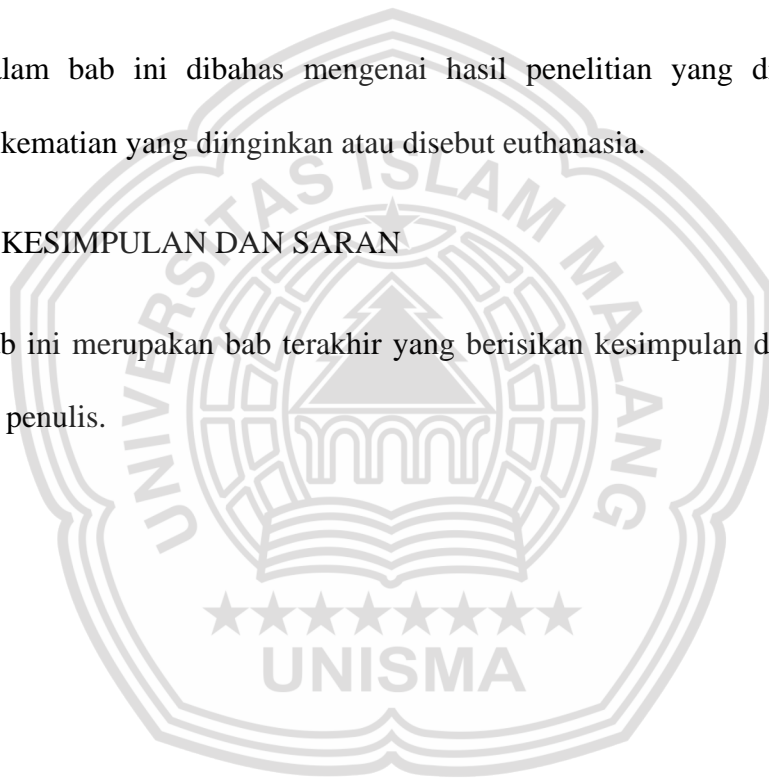 alam bab ini dibahas mengenai hasil penelitian yang d
kematian yang diinginkan atau disebut euthanasia.
KESIMPULAN DAN SARAN
b ini merupakan bab terakhir yang berisikan kesimpulan d
penulis.
UNIVERSITAS ISLAM MALANG
UNISMA